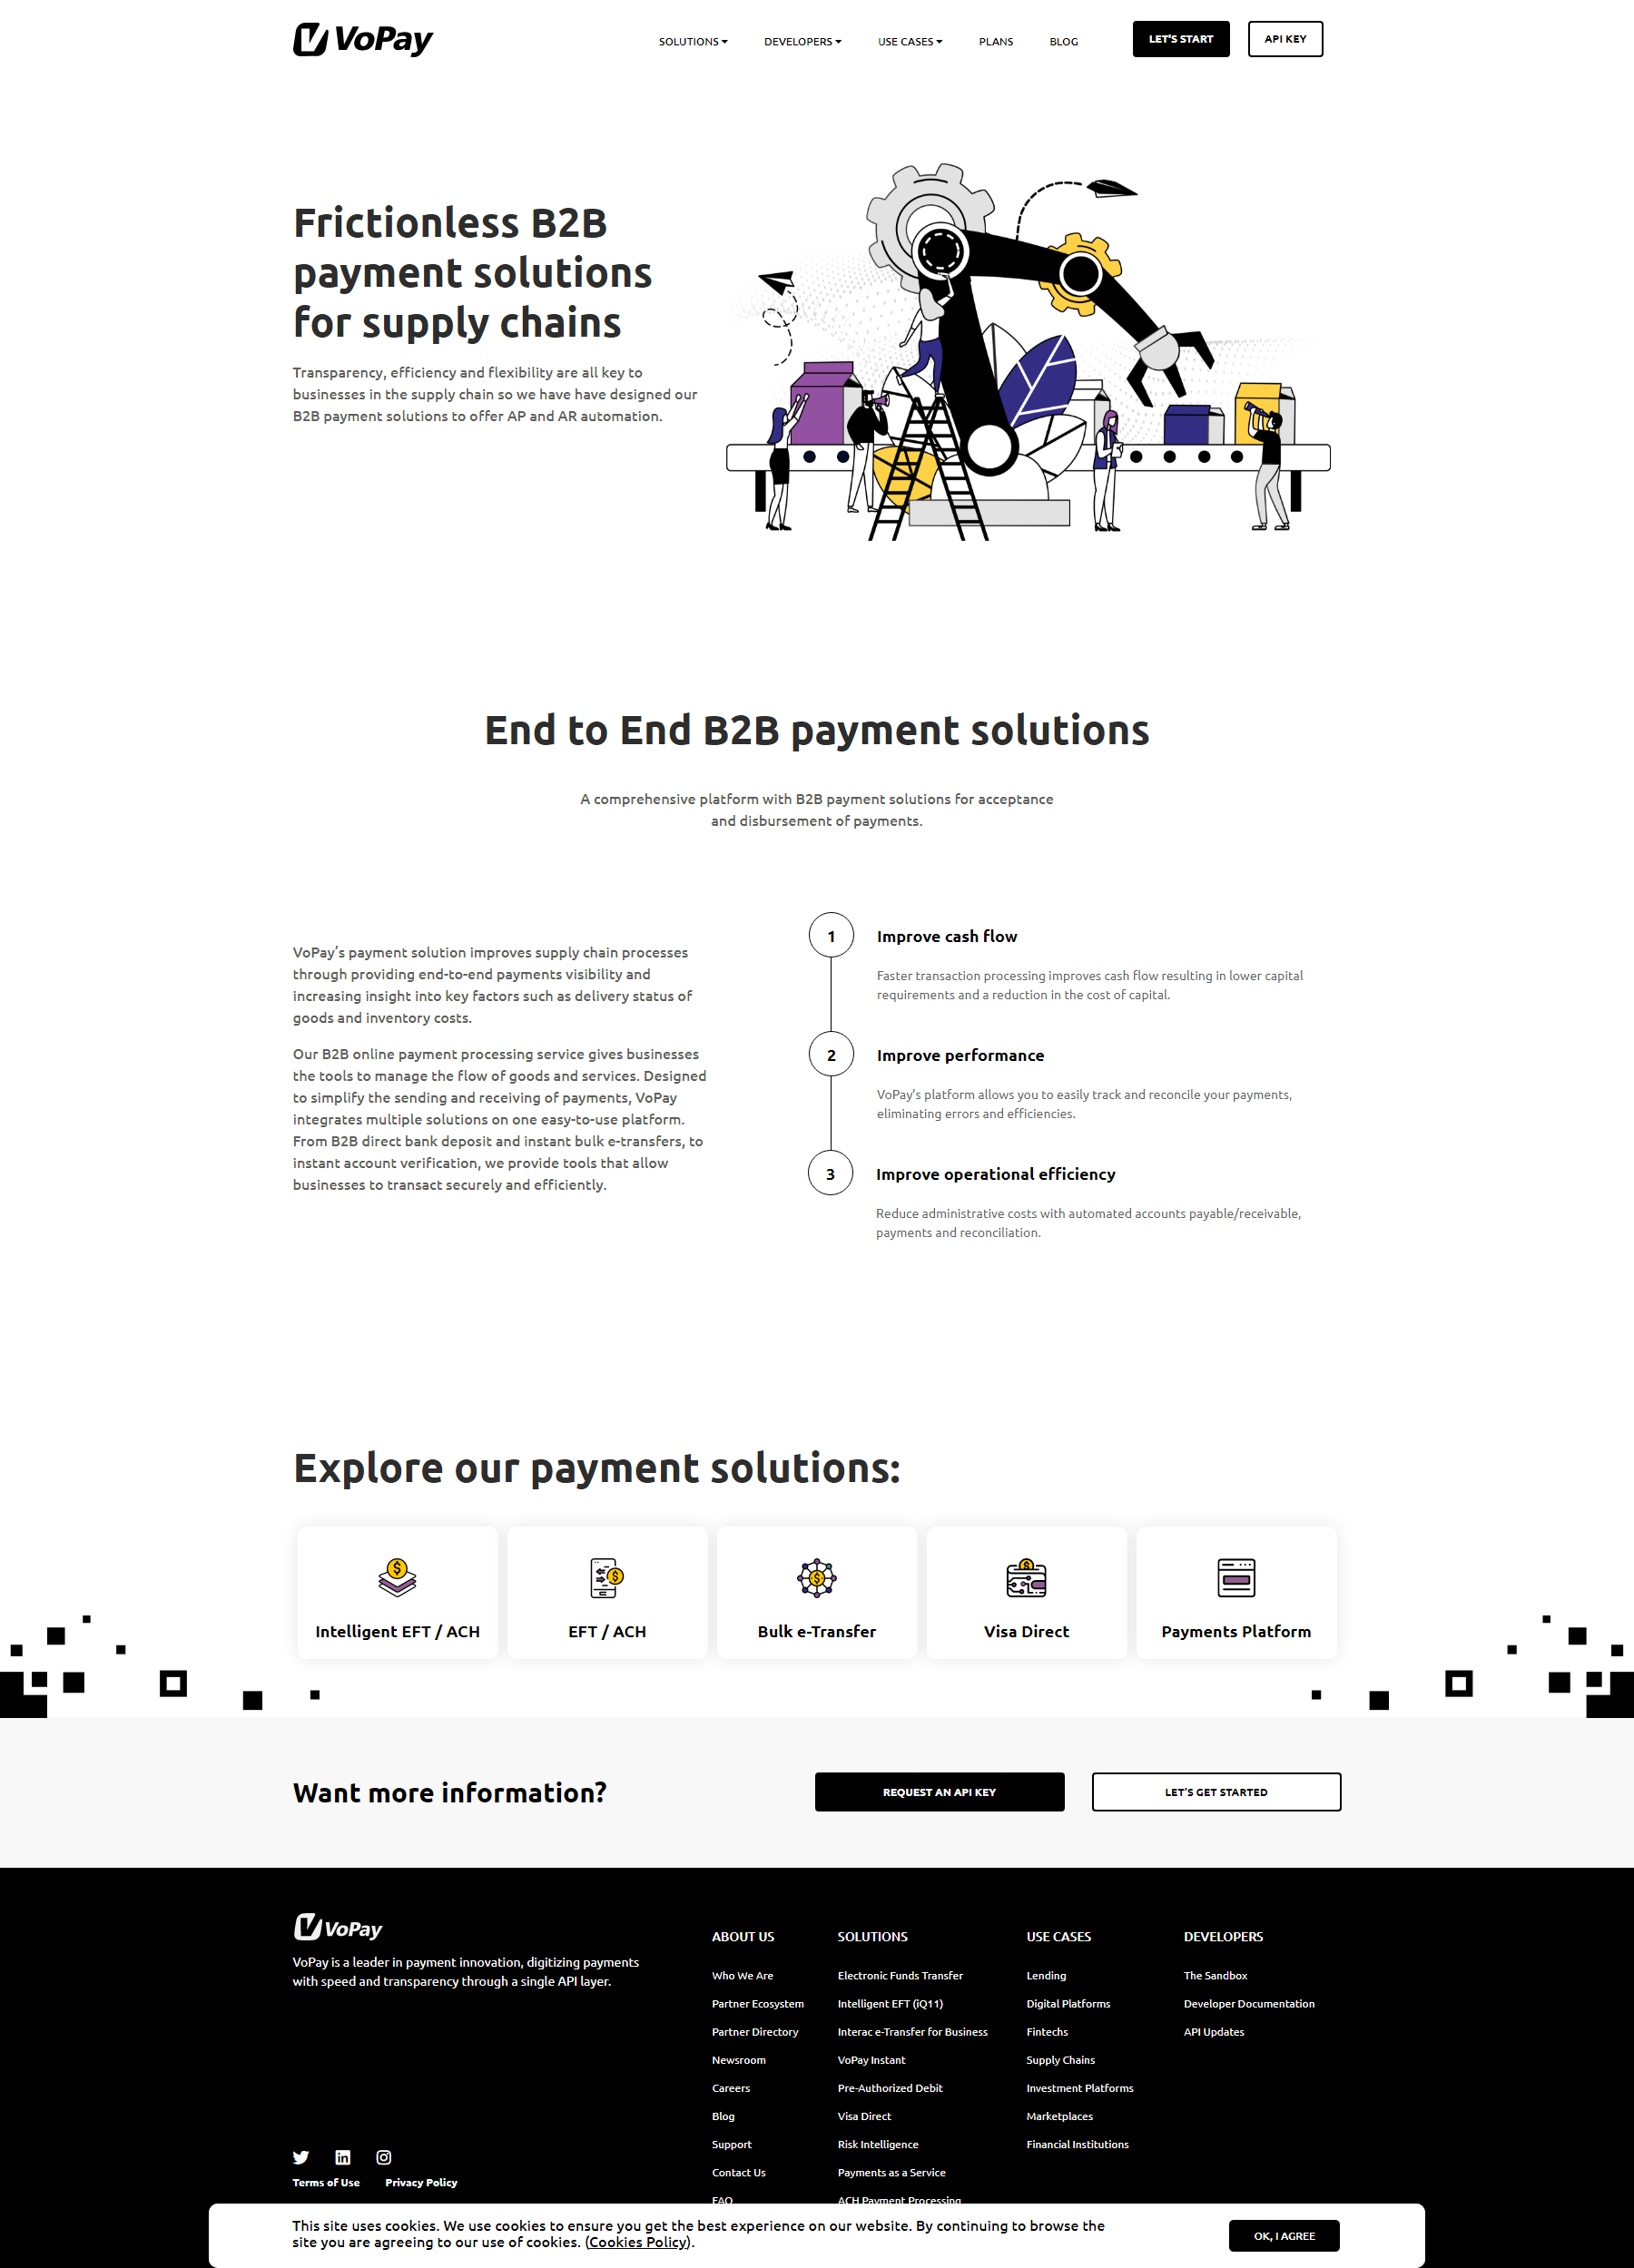 VoPay
SOLUTIONS
DEVELOPERS
USE CASES
PLANS
BLOG
LET'S START
API KEY
Frictionless B2B
payment solutions
for supply chains
Transparency, efficiency and flexibility are all key to
businesses in the supply chain so we have have designed our
B2B payment solutions to offer AP and AR automation.
End to End B2B payment solutions
A comprehensive platform with B2B payment solutions for acceptance
and disbursement of payments.
VoPay's payment solution improves supply chain processes
through providing end-to-end payments visibility and
increasing insight into key factors such as delivery status of
goods and inventory costs.
Our B2B online payment processing service gives businesses
the tools to manage the flow of goods and services. Designed
to simplify the sending and receiving of payments, VoPay
integrates multiple solutions on one easy-to-use platform.
From B2B direct bank deposit and instant bulk e-transfers, to
instant account verification, we provide tools that allow
businesses to transact securely and efficiently.
1
Improve cash flow
Faster transaction processing improves cash flow resulting in lower capital
requirements and a reduction in the cost of capital.
2
Improve performance
VoPay's platform allows you to easily track and reconcile your payments,
eliminating errors and efficiencies.
3
Improve operational efficiency
Reduce administrative costs with automated accounts payable/receivable,
payments and reconciliation.
Explore our payment solutions:
Intelligent EFT / ACH
EFT / ACH
Bulk e-Transfer
Visa Direct
Payments Platform
Want more information?
REQUEST AN API KEY
LET'S GET STARTED
VoPay
VoPay is a leader in payment innovation, digitizing payments
with speed and transparency through a single API layer.
Terms of Use
Privacy Policy
ABOUT US
Who We Are
Partner Ecosystem
Partner Directory
Newsroom
Careers
Blog
Support
Contact Us
FAQ
SOLUTIONS
Electronic Funds Transfer
Intelligent EFT (iQ11)
Interac e-Transfer for Business
VoPay Instant
Pre-Authorized Debit
Visa Direct
Risk Intelligence
Payments as a Service
ACH Payment Processing
USE CASES
Lending
Digital Platforms
Fintechs
Supply Chains
Investment Platforms
Marketplaces
Financial Institutions
DEVELOPERS
The Sandbox
Developer Documentation
API Updates
This site uses cookies. We use cookies to ensure you get the best experience on our website. By continuing to browse the
site you are agreeing to our use of cookies. (Cookies Policy).
OK, I AGREE